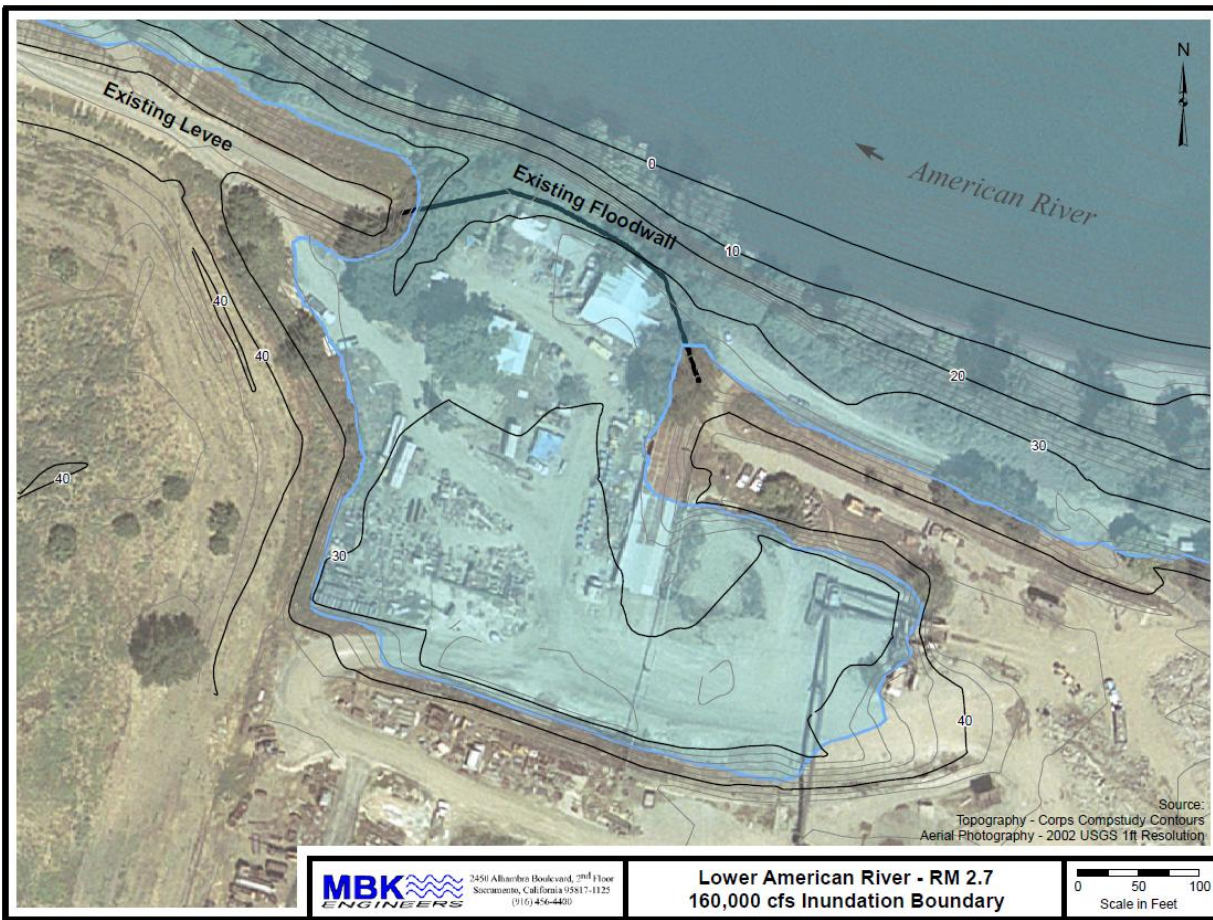 N
Existing Levee
Existing Floodwall
American River
0
10
20
30
40
40
40
30
40
Source:
Topography - Corps Compstudy Contours
Aerial Photography - 2002 USGS 1ft Resolution
MBK
ENGINEERS
2450 Alhambra Boulevard, 2nd Floor
Sacramento, California 95817-1125
(916) 456-4400
Lower American River - RM 2.7
160,000 cfs Inundation Boundary
0 50 100
Scale in Feet